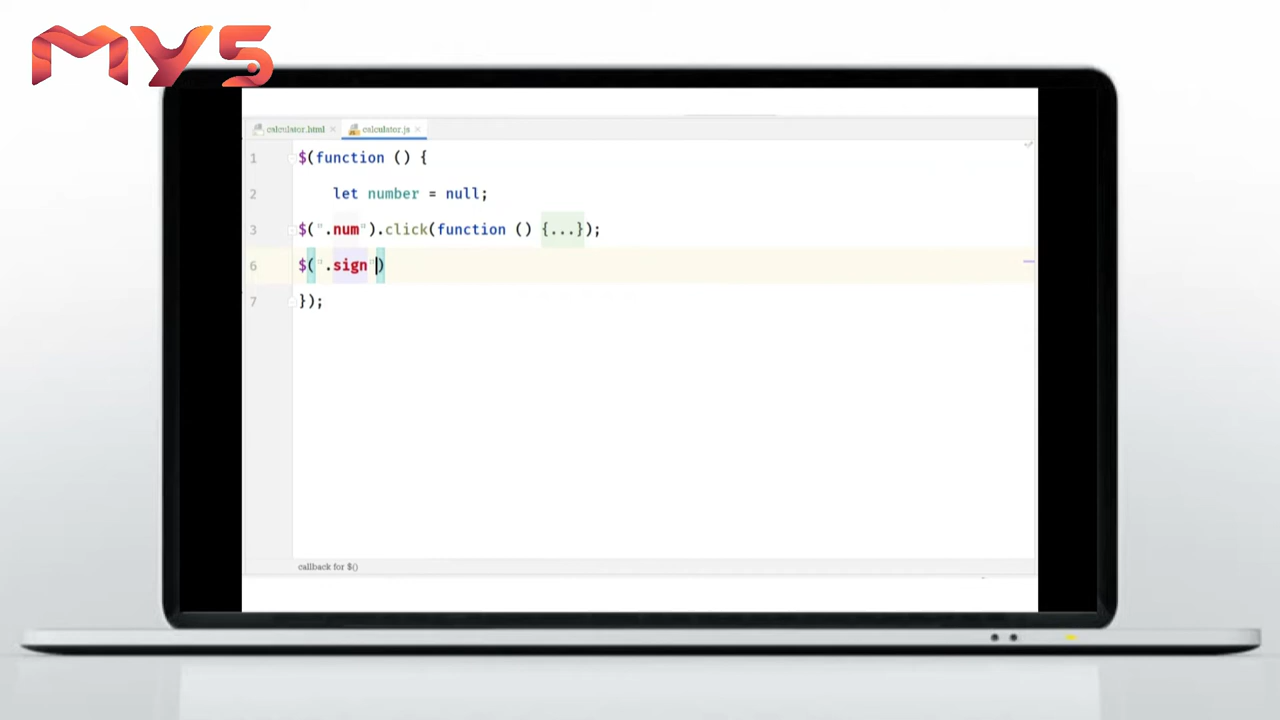 MY5
calculator.html
calculator.js
1 $(function () {
2 let number = null;
3 $(".num").click(function () {...});
6 $(".sign")
7 });
callback for $()